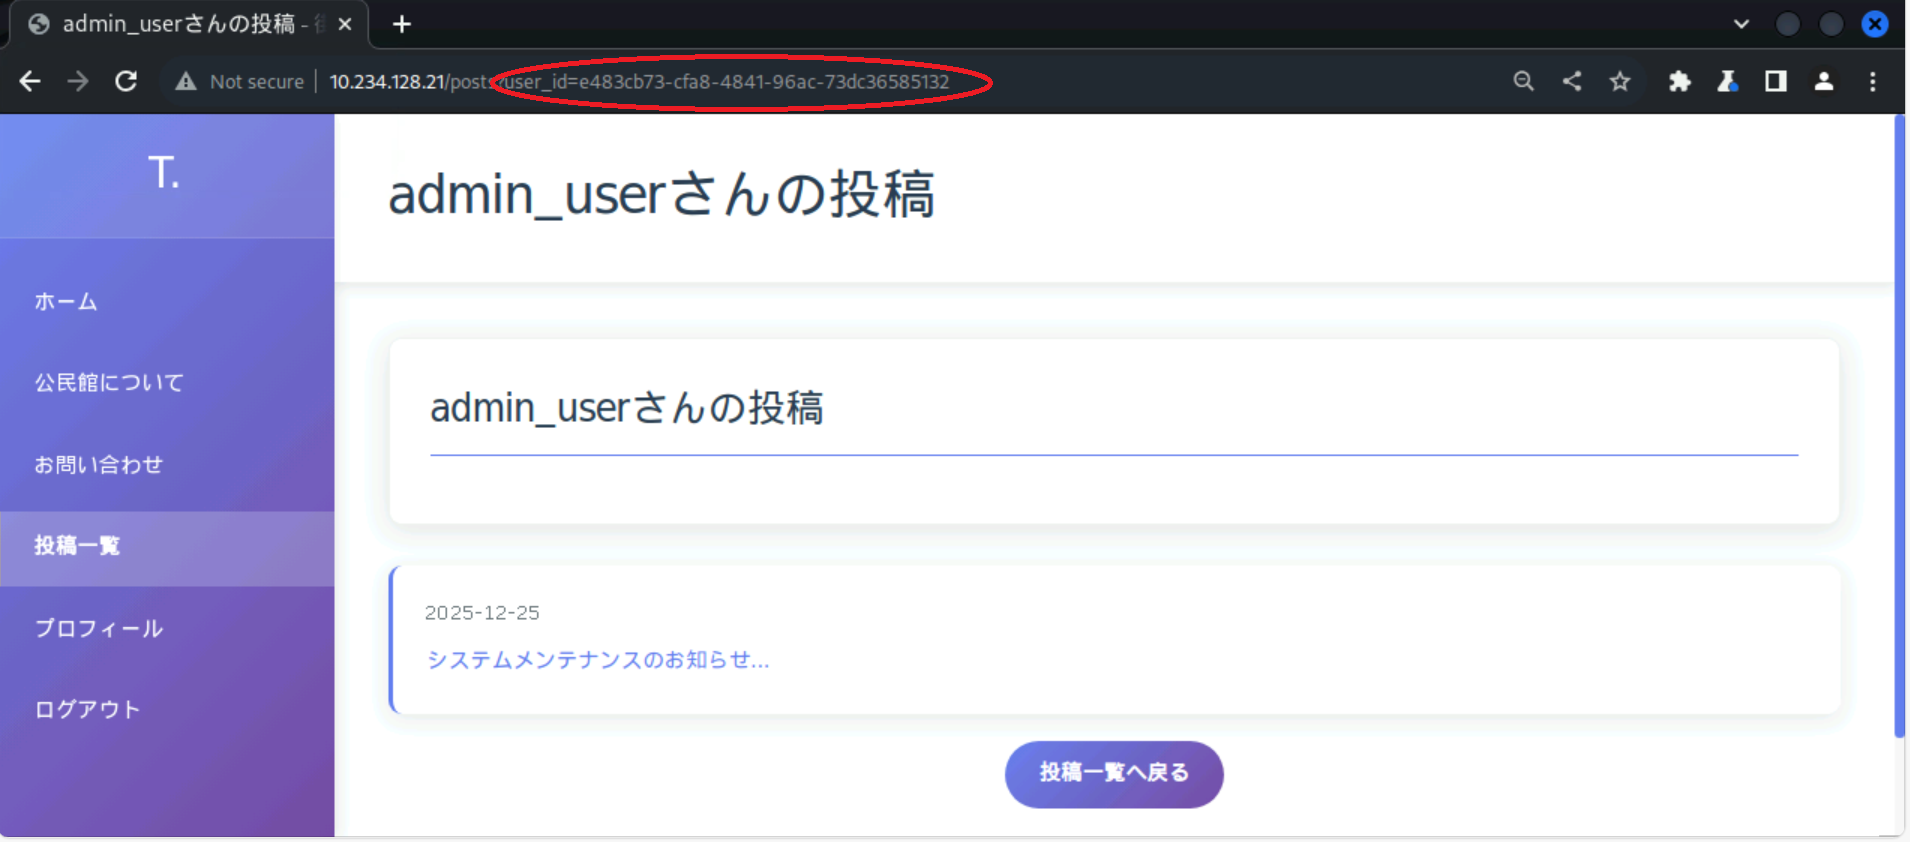 admin_userさんの投稿 -
Not secure
10.234.128.21/posts?user_id=e483cb73-cfa8-4841-96ac-73dc36585132
T.
ホーム
公民館について
お問い合わせ
投稿一覧
プロフィール
ログアウト
admin_userさんの投稿
admin_userさんの投稿
2025-12-25
システムメンテナンスのお知らせ...
投稿一覧へ戻る